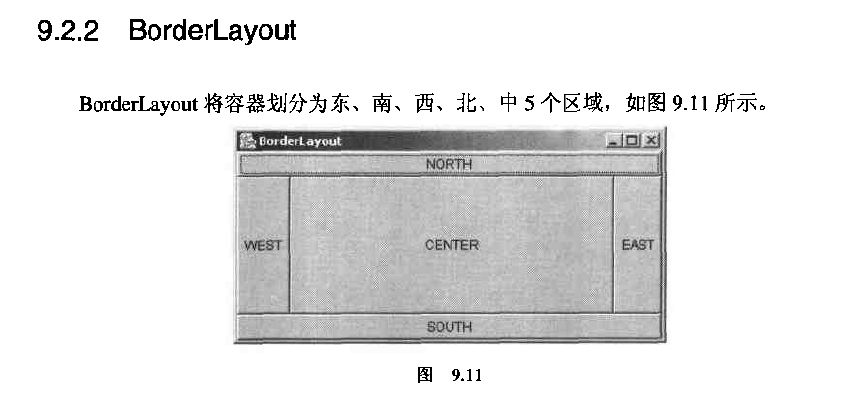 9.2.2 BorderLayout
BorderLayout 将容器划分为东、南、西、北、中 5 个区域，如图 9.11 所示。
BorderLayout
NORTH
WEST
CENTER
EAST
SOUTH
图 9.11